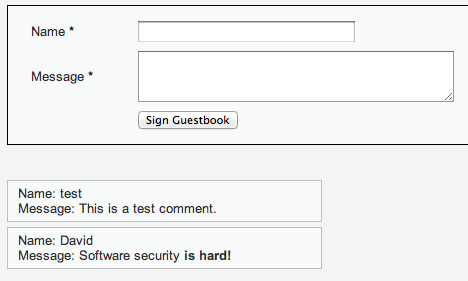 Name *
Message *
Sign Guestbook
Name: test
Message: This is a test comment.
Name: David
Message: Software security is hard!